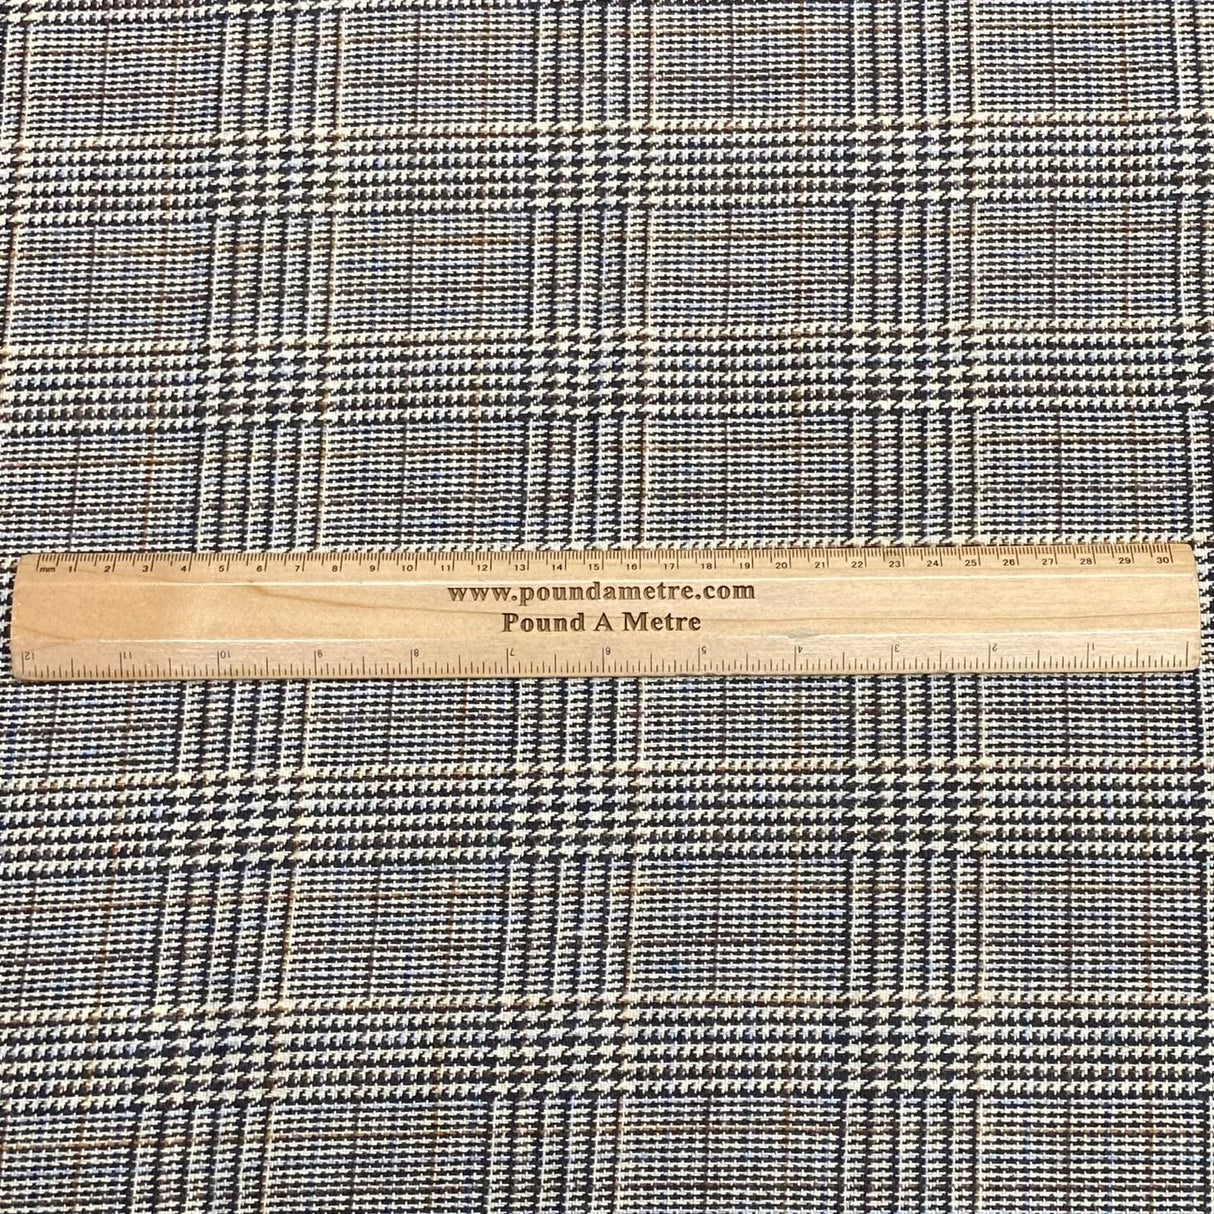 mm 1 2 3 4 5 6 7 8 9 10 11 12 13 14 15 16 17 18 19 20 21 22 23 24 25 26 27 28 29 30
www.poundametre.com
Pound A Metre
12 11 10 9 8 7 6 5 4 3 2 1